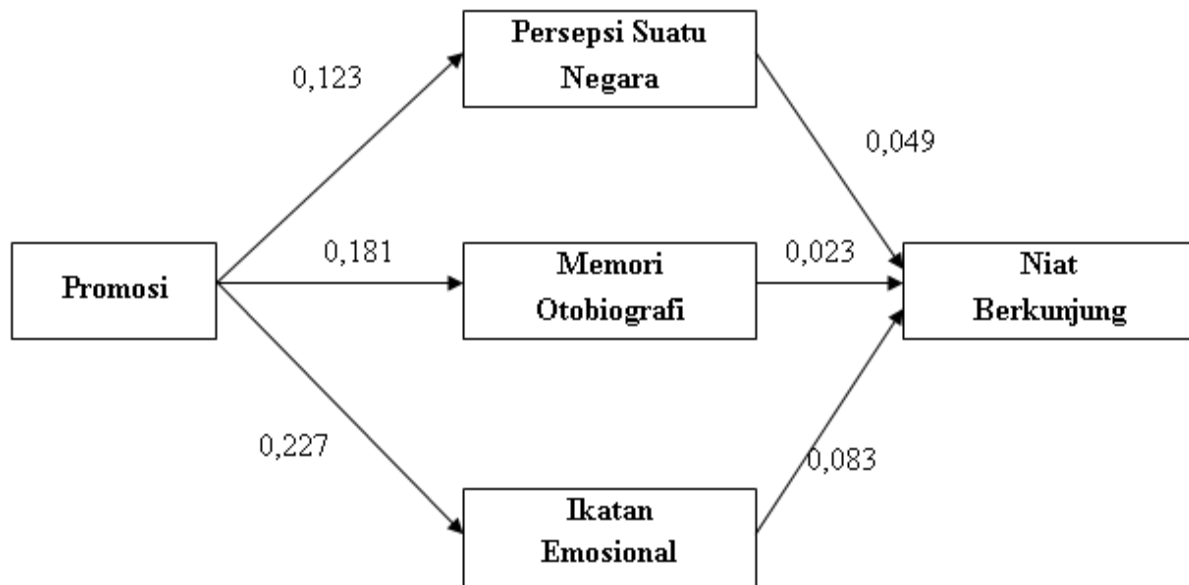 Persepsi Suatu
Negara
0,123
0,049
Promosi
0,181
Memori
Otobiografi
0,023
Niat
Berkunjung
0,227
0,083
Ikatan
Emosional